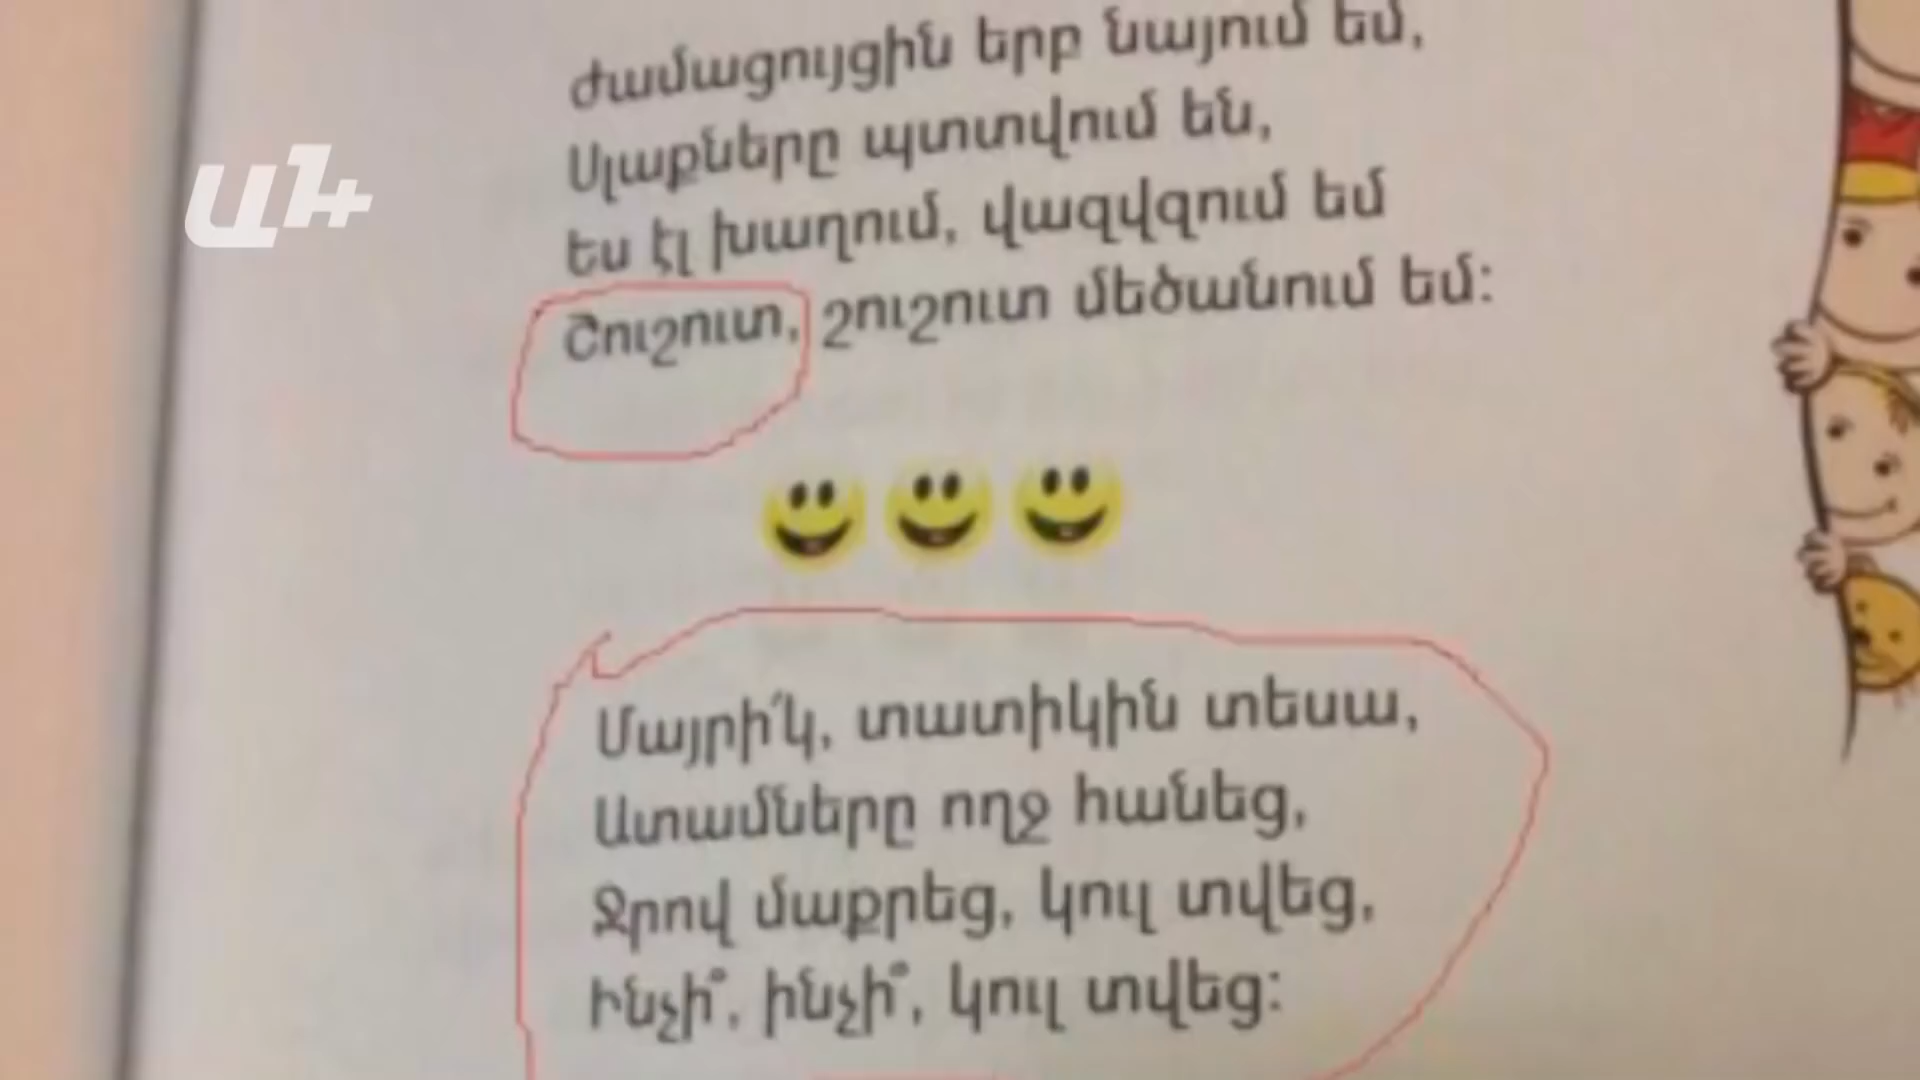 ԱԿ+
Ժամացույցին երբ նայում եմ,
Սլաքները պտտվում են,
Ես էլ խաղում, վազվզում եմ
Շուշուտ, շուշուտ մեծանում եմ:
Մայրի՛կ, տատիկին տեսա,
Ատամները ողջ հանեց,
Ջրով մաքրեց, կուլ տվեց,
Ինչի՞, ինչի՞, կուլ տվեց: